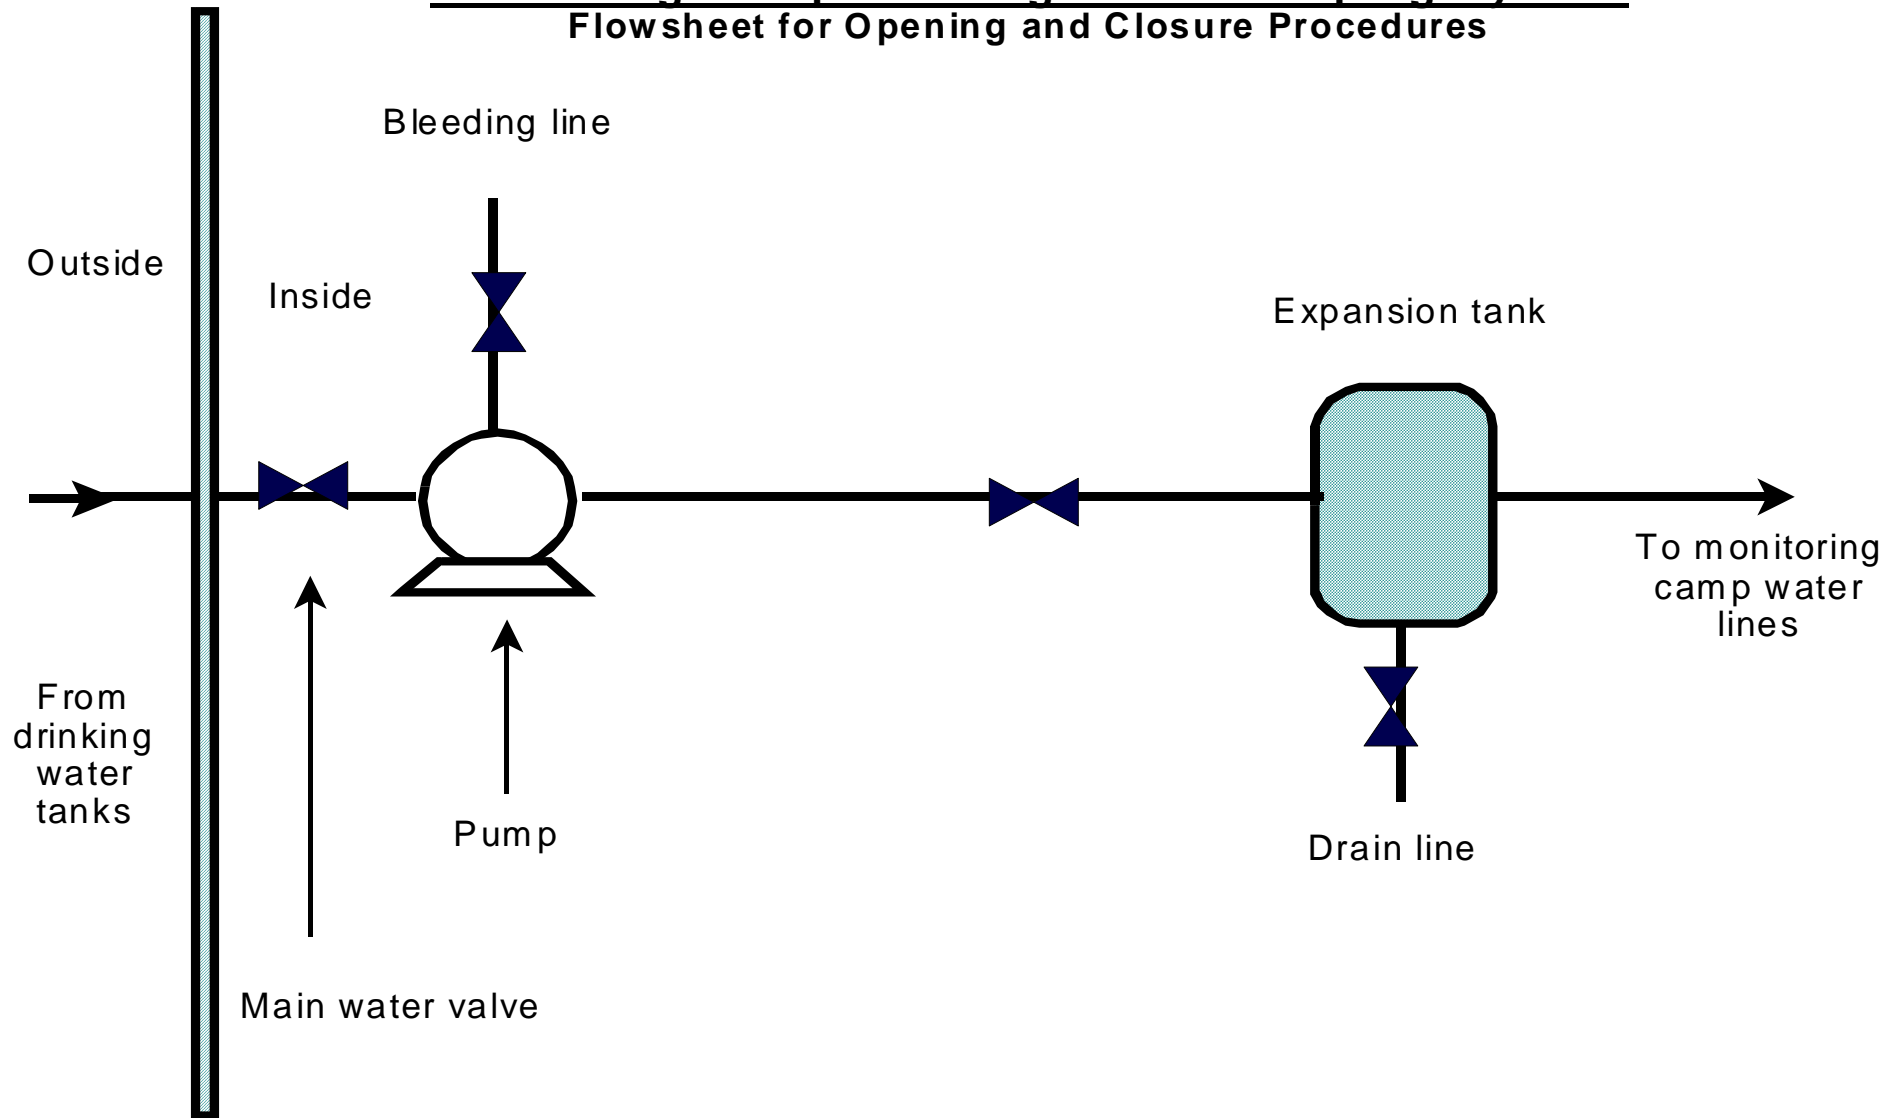 Flowsheet for Opening and Closure Procedures
Bleeding line
Outside
Inside
Expansion tank
To monitoring
camp water
lines
From
drinking
water
tanks
Pump
Drain line
Main water valve